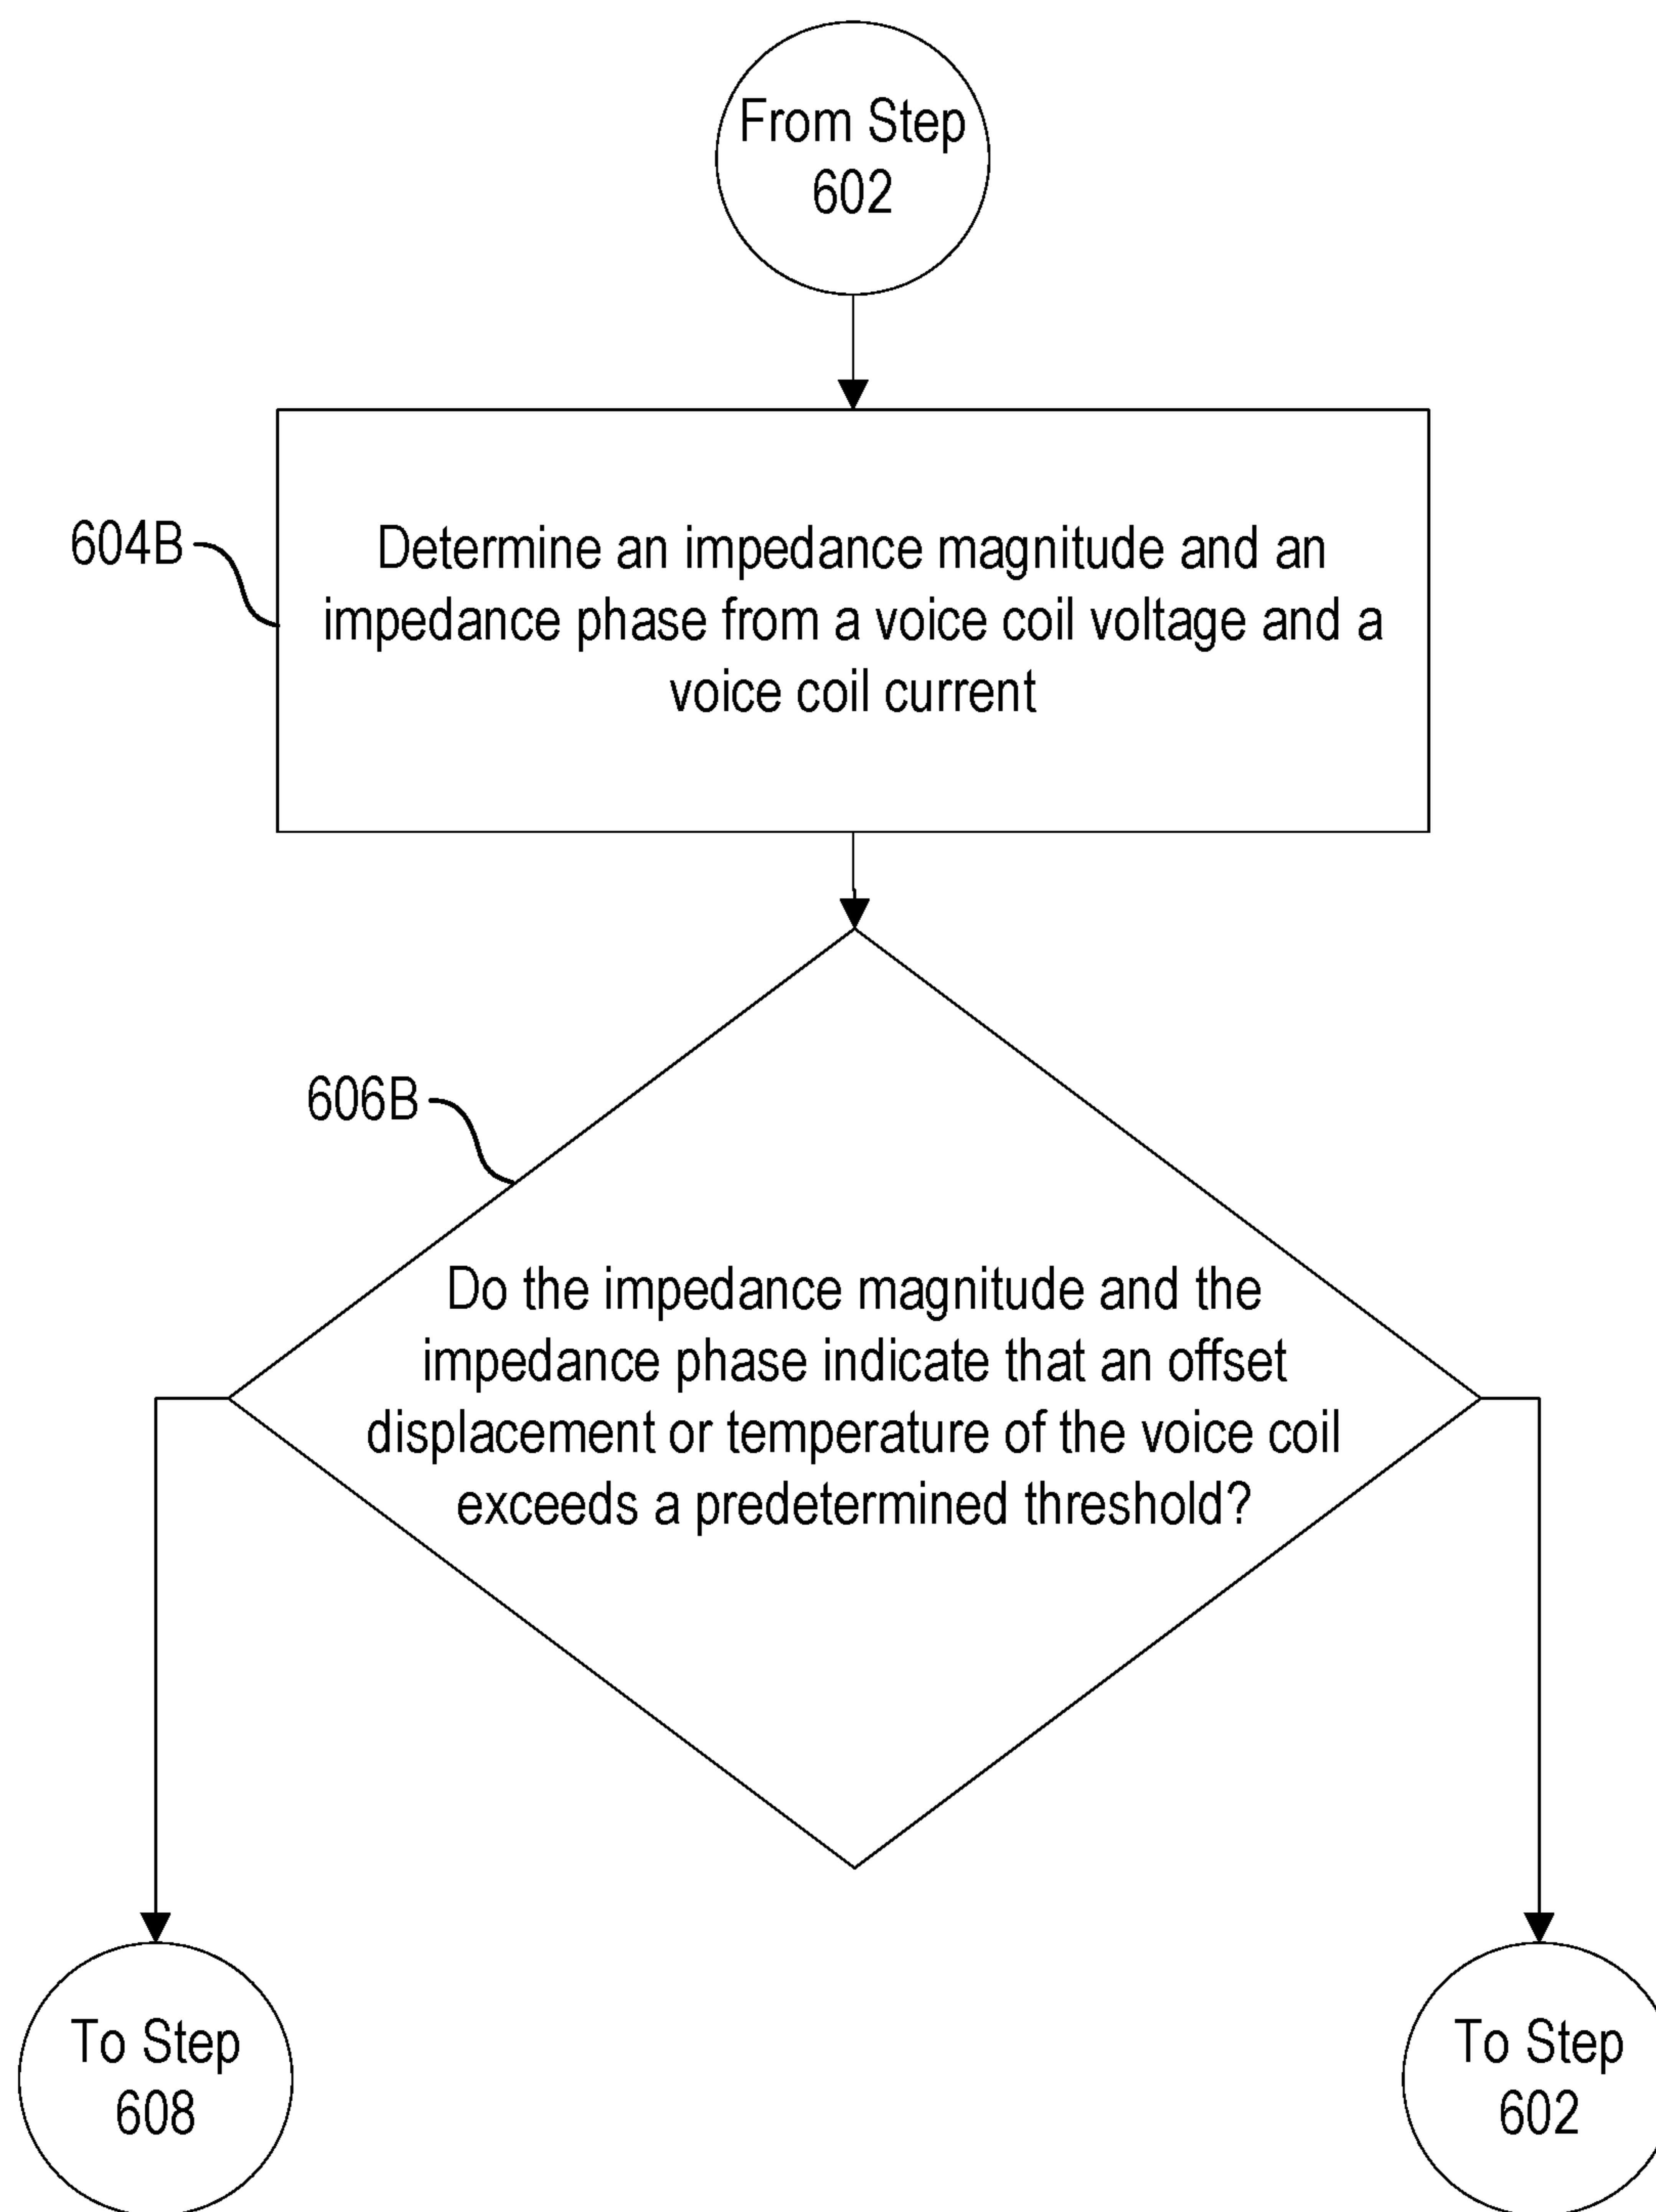 From Step
602
604B
Determine an impedance magnitude and an
impedance phase from a voice coil voltage and a
voice coil current
606B
Do the impedance magnitude and the
impedance phase indicate that an offset
displacement or temperature of the voice coil
exceeds a predetermined threshold?
To Step
608
To Step
602